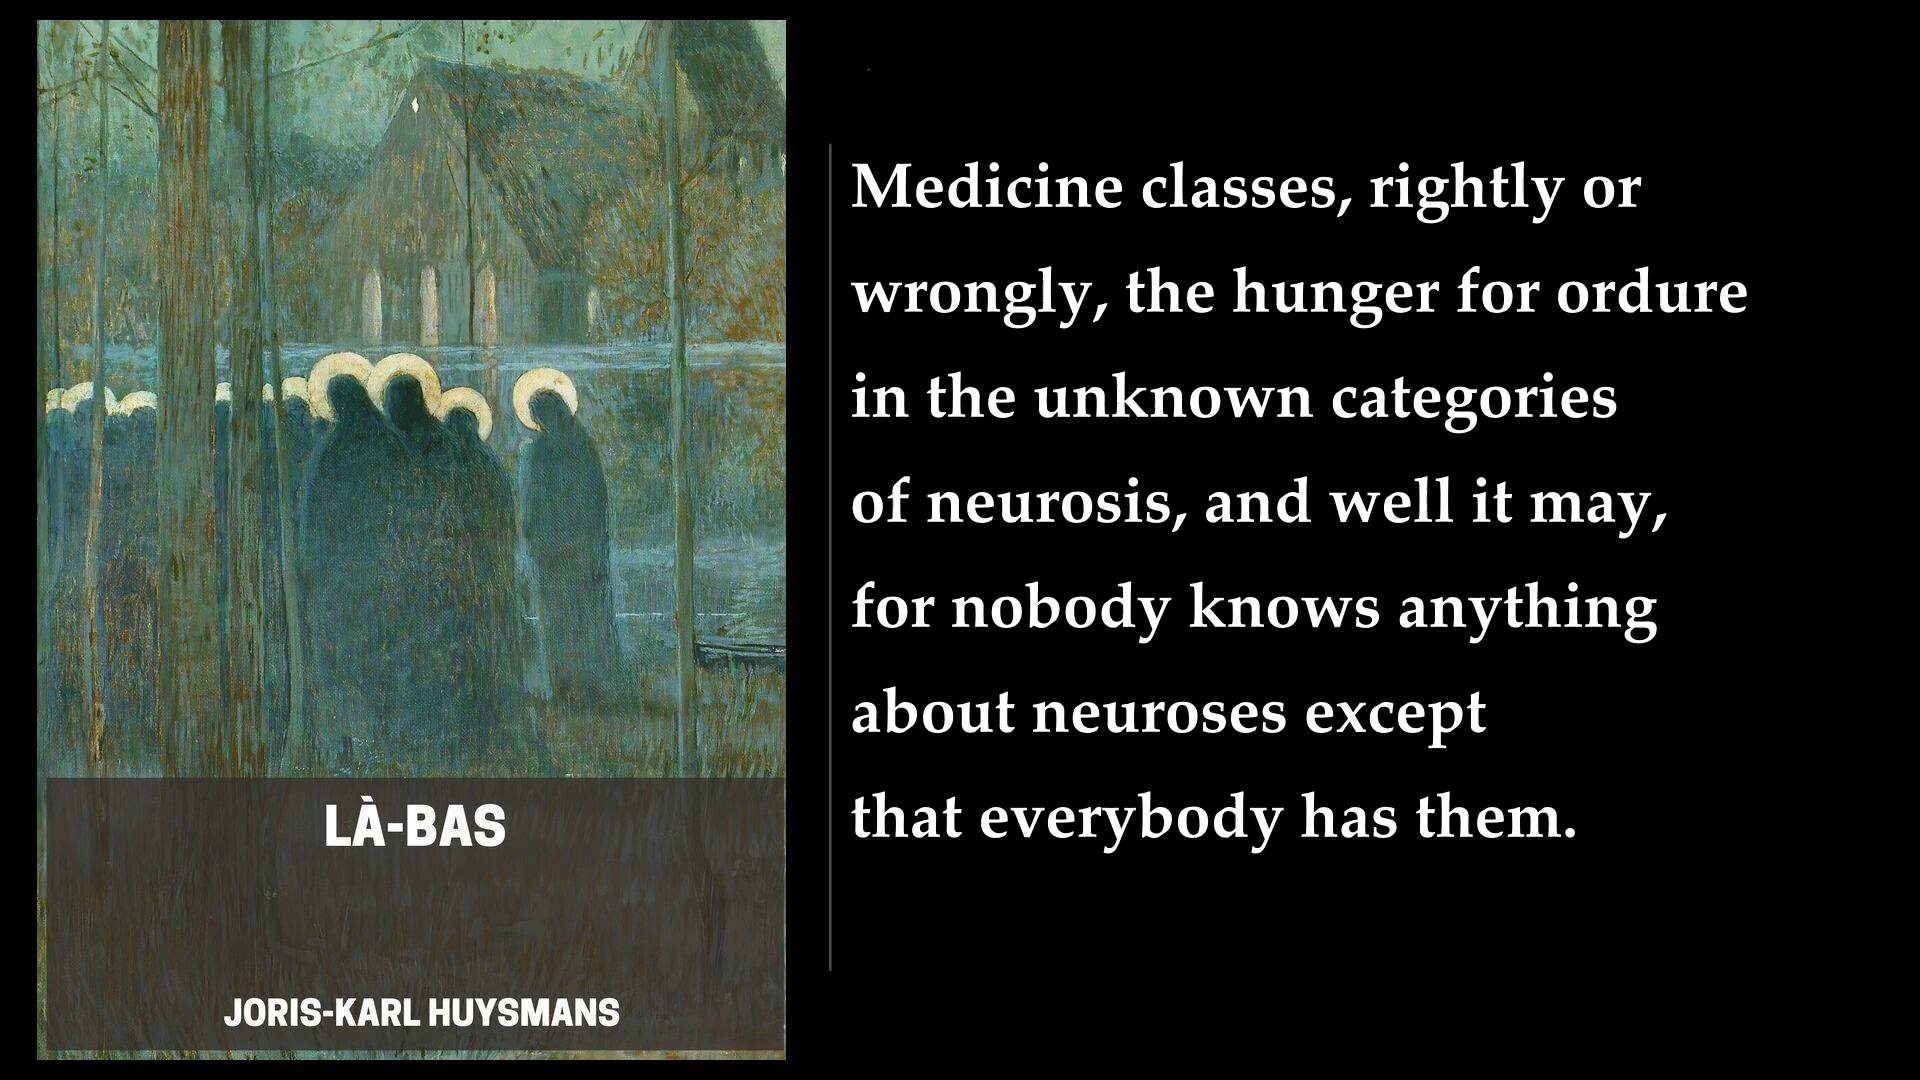 LÀ-BAS
JORIS-KARL HUYSMANS
Medicine classes, rightly or
wrongly, the hunger for ordure
in the unknown categories
of neurosis, and well it may,
for nobody knows anything
about neuroses except
that everybody has them.